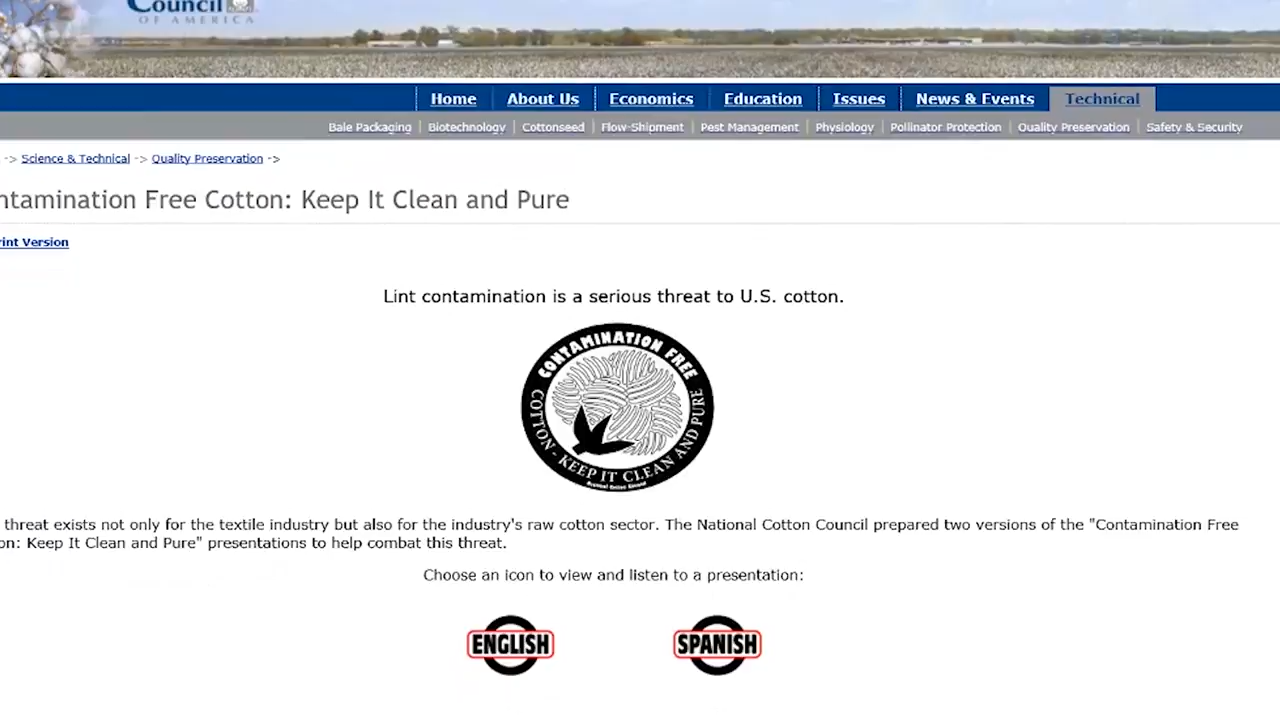 Council
OF AMERICA
Home About Us Economics Education Issues News & Events Technical
Bale Packaging | Biotechnology | Cottonseed | Flow-Shipment | Pest Management | Physiology | Pollinator Protection | Quality Preservation | Safety & Security
-> Science & Technical -> Quality Preservation ->
ntamination Free Cotton: Keep It Clean and Pure
rint Version
Lint contamination is a serious threat to U.S. cotton.
CONTAMINATION FREE
COTTON - KEEP IT CLEAN AND PURE
National Cotton Council
threat exists not only for the textile industry but also for the industry's raw cotton sector. The National Cotton Council prepared two versions of the "Contamination Free
on: Keep It Clean and Pure" presentations to help combat this threat.
Choose an icon to view and listen to a presentation:
ENGLISH SPANISH